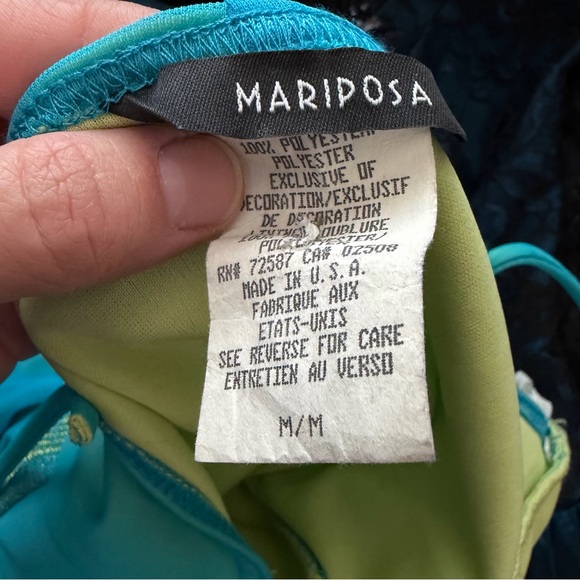 MARIPOSA
100% POLYESTER/
POLYESTER
EXCLUSIVE OF
DECORATION/EXCLUSIF
DE DECORATION
POLYESTER)
RN# 72587 CA# 02508
MADE IN U.S.A.
FABRIQUE AUX
ETATS-UNIS
SEE REVERSE FOR CARE
ENTRETIEN AU VERSO
M/M